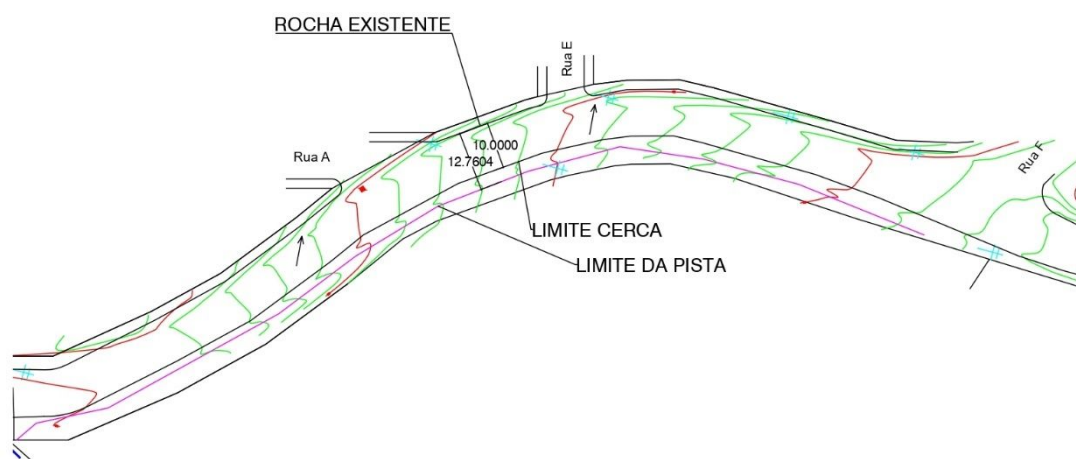 ROCHA EXISTENTE
Rua E
10.0000
12.7604
Rua A
Rua F
LIMITE CERCA
LIMITE DA PISTA